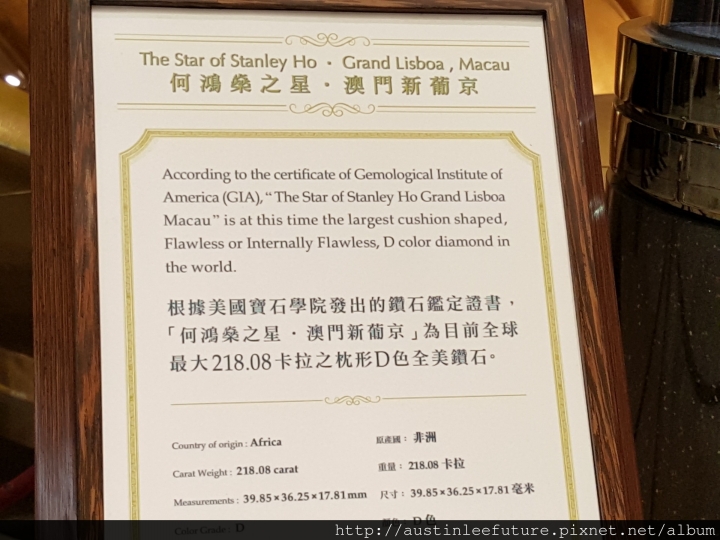 The Star of Stanley Ho · Grand Lisboa , Macau
何鴻燊之星 · 澳門新葡京
According to the certificate of Gemological Institute of
America (GIA), “ The Star of Stanley Ho Grand Lisboa
Macau” is at this time the largest cushion shaped,
Flawless or Internally Flawless, D color diamond in
the world.
根據美國寶石學院發出的鑽石鑑定證書，
「何鴻燊之星 · 澳門新葡京」為目前全球
最大218.08卡拉之枕形D色全美鑽石。
Country of origin : Africa 原產國： 非洲
Carat Weight : 218.08 carat 重量： 218.08 卡拉
Measurements : 39.85×36.25×17.81mm 尺寸： 39.85×36.25×17.81 毫米
Color Grade : D D 色
http://austinleefuture.pixnet.net/album